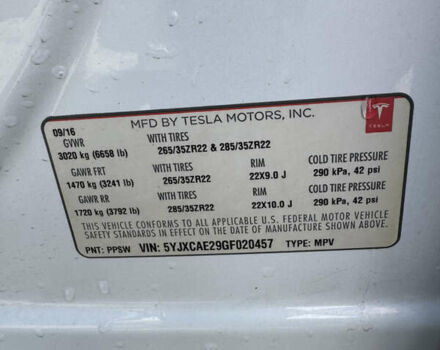 MFD BY TESLA MOTORS, INC.
TESLA
09/16
GVWR WITH TIRES
3020 kg (6658 lb) 265/35ZR22 & 285/35ZR22
GAWR FRT WITH TIRES RIM COLD TIRE PRESSURE
1470 kg (3241 lb) 265/35ZR22 22X9.0 J 290 kPa, 42 psi
GAWR RR WITH TIRES RIM COLD TIRE PRESSURE
1720 kg (3792 lb) 285/35ZR22 22X10.0 J 290 kPa, 42 psi
THIS VEHICLE CONFORMS TO ALL APPLICABLE U.S. FEDERAL MOTOR VEHICLE
SAFETY STANDARDS IN EFFECT ON THE DATE OF MANUFACTURE SHOWN ABOVE.
PNT: PPSW VIN: 5YJXCAE29GF020457 TYPE: MPV